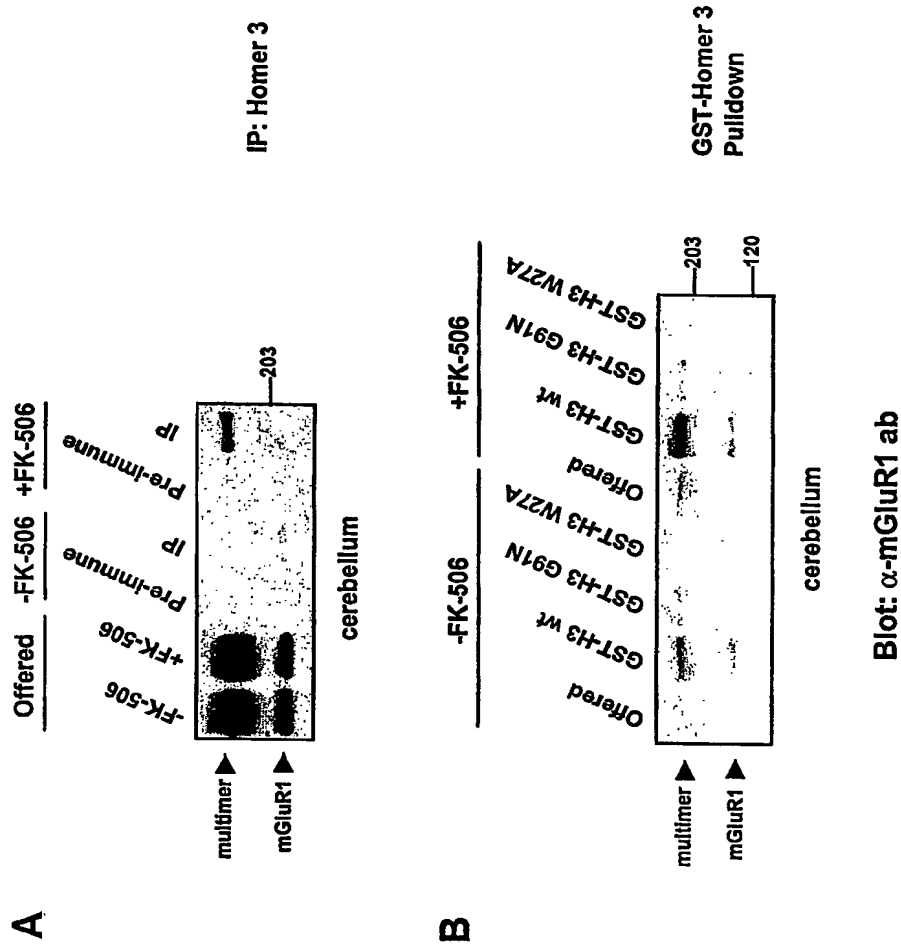 A
Offered
-FK-506
+FK-506
-FK-506
+FK-506
Pre-immune
IP
Pre-immune
IP
multimer
mGluR1
203
IP: Homer 3
cerebellum
B
-FK-506
+FK-506
Offered
GST-H3 wt
GST-H3 G91N
GST-H3 W27A
Offered
GST-H3 wt
GST-H3 G91N
GST-H3 W27A
multimer
mGluR1
203
120
GST-Homer 3
Pulldown
cerebellum
Blot: α-mGluR1 ab